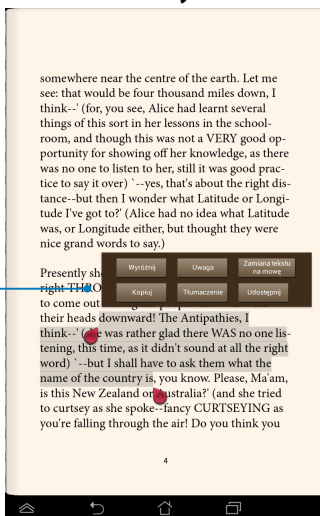 somewhere near the centre of the earth. Let me
see: that would be four thousand miles down, I
think--' (for, you see, Alice had learnt several
things of this sort in her lessons in the school-
room, and though this was not a VERY good op-
portunity for showing off her knowledge, as there
was no one to listen to her, still it was good prac-
tice to say it over) `--yes, that's about the right dis-
tance--but then I wonder what Latitude or Longi-
tude I've got to?' (Alice had no idea what Latitude
was, or Longitude either, but thought they were
nice grand words to say.)
Presently
right
Wyróżnij Uwaga Zamiana tekstu
na mowę
Kopiuj Tłumaczenie Udostępnij
to come out
their heads downward! The Antipathies, I
think--' (she was rather glad there WAS no one lis-
tening, this time, as it didn't sound at all the right
word) `--but I shall have to ask them what the
name of the country is, you know. Please, Ma'am,
is this New Zealand or Australia?' (and she tried
to curtsey as she spoke--fancy CURTSEYING as
you're falling through the air! Do you think you
4